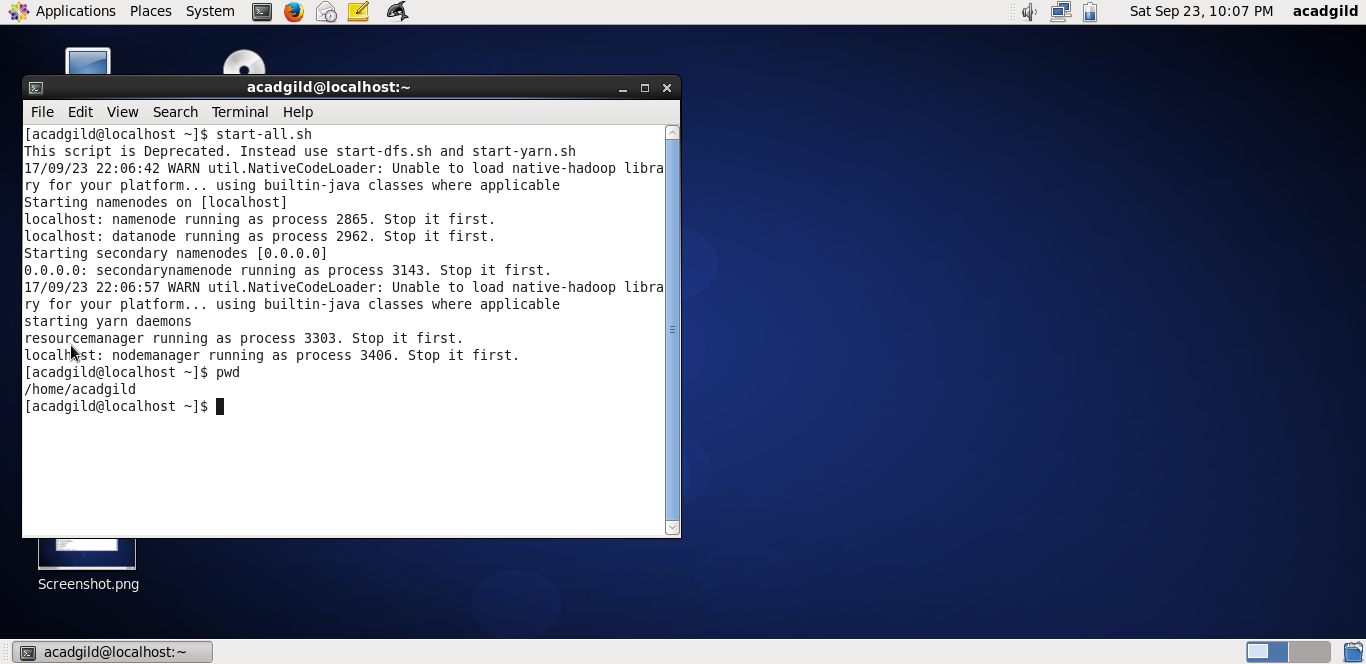 Applications Places System Sat Sep 23, 10:07 PM acadgild
acadgild@localhost:~
File Edit View Search Terminal Help
[acadgild@localhost ~]$ start-all.sh
This script is Deprecated. Instead use start-dfs.sh and start-yarn.sh
17/09/23 22:06:42 WARN util.NativeCodeLoader: Unable to load native-hadoop libra
ry for your platform... using builtin-java classes where applicable
Starting namenodes on [localhost]
localhost: namenode running as process 2865. Stop it first.
localhost: datanode running as process 2962. Stop it first.
Starting secondary namenodes [0.0.0.0]
0.0.0.0: secondarynamenode running as process 3143. Stop it first.
17/09/23 22:06:57 WARN util.NativeCodeLoader: Unable to load native-hadoop libra
ry for your platform... using builtin-java classes where applicable
starting yarn daemons
resourcemanager running as process 3303. Stop it first.
localhost: nodemanager running as process 3406. Stop it first.
[acadgild@localhost ~]$ pwd
/home/acadgild
[acadgild@localhost ~]$
Screenshot.png
acadgild@localhost:~